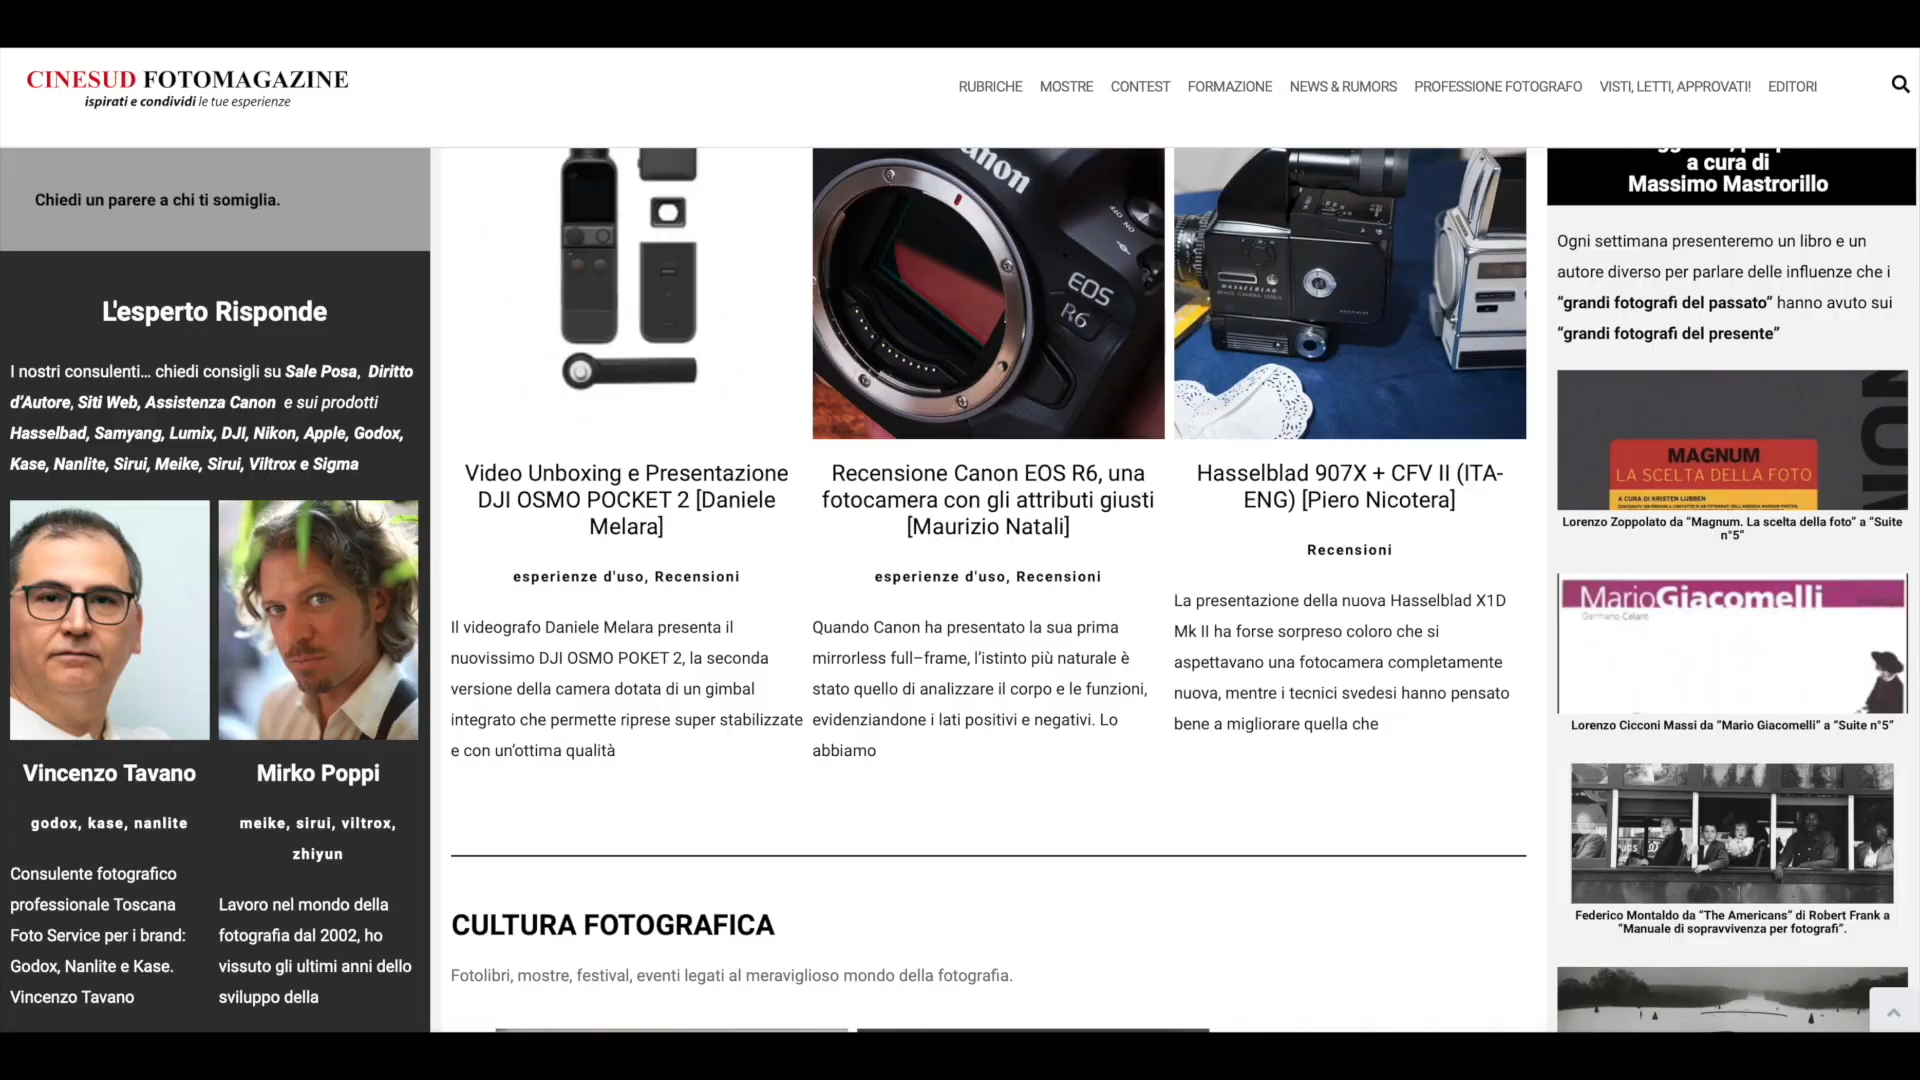 CINESUD FOTOMAGAZINE
ispirati e condividi le tue esperienze
RUBRICHE MOSTRE CONTEST FORMAZIONE NEWS & RUMORS PROFESSIONE FOTOGRAFO VISTI, LETTI, APPROVATI! EDITORI
Chiedi un parere a chi ti somiglia.
L'esperto Risponde
I nostri consulenti... chiedi consigli su Sale Posa, Diritto
d'Autore, Siti Web, Assistenza Canon e sui prodotti
Hasselbad, Samyang, Lumix, DJI, Nikon, Apple, Godox,
Kase, Nanlite, Sirui, Meike, Sirui, Viltrox e Sigma
Vincenzo Tavano
godox, kase, nanlite
Consulente fotografico
professionale Toscana
Foto Service per i brand:
Godox, Nanlite e Kase.
Vincenzo Tavano
Mirko Poppi
meike, sirui, viltrox,
zhiyun
Lavoro nel mondo della
fotografia dal 2002, ho
vissuto gli ultimi anni dello
sviluppo della
Video Unboxing e Presentazione
DJI OSMO POCKET 2 [Daniele
Melara]
esperienze d'uso, Recensioni
Il videografo Daniele Melara presenta il
nuovissimo DJI OSMO POKET 2, la seconda
versione della camera dotata di un gimbal
integrato che permette riprese super stabilizzate
e con un'ottima qualità
Canon
OFF
ON
EOS
R6
Recensione Canon EOS R6, una
fotocamera con gli attributi giusti
[Maurizio Natali]
esperienze d'uso, Recensioni
Quando Canon ha presentato la sua prima
mirrorless full–frame, l'istinto più naturale è
stato quello di analizzare il corpo e le funzioni,
evidenziandone i lati positivi e negativi. Lo
abbiamo
HASSELBLAD
Hasselblad 907X + CFV II (ITA-
ENG) [Piero Nicotera]
Recensioni
La presentazione della nuova Hasselblad X1D
Mk II ha forse sorpreso coloro che si
aspettavano una fotocamera completamente
nuova, mentre i tecnici svedesi hanno pensato
bene a migliorare quella che
CULTURA FOTOGRAFICA
Fotolibri, mostre, festival, eventi legati al meraviglioso mondo della fotografia.
a cura di
Massimo Mastrorillo
Ogni settimana presenteremo un libro e un
autore diverso per parlare delle influenze che i
“grandi fotografi del passato” hanno avuto sui
“grandi fotografi del presente”
MAGNUM
LA SCELTA DELLA FOTO
A CURA DI KRISTEN LUBBEN
Lorenzo Zoppolato da “Magnum. La scelta della foto” a “Suite
n°5”
MarioGiacomelli
Germano Celant
Lorenzo Cicconi Massi da “Mario Giacomelli” a “Suite n°5”
Federico Montaldo da “The Americans” di Robert Frank a
“Manuale di sopravvivenza per fotografi”.